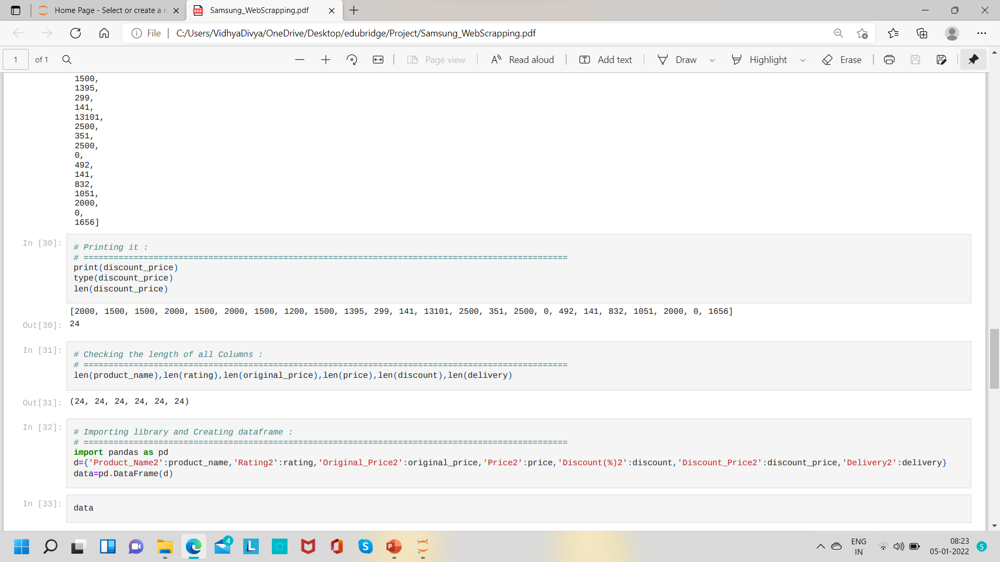 Home Page - Select or create a n
Samsung_WebScrapping.pdf
File
C:/Users/VidhyaDivya/OneDrive/Desktop/edubridge/Project/Samsung_WebScrapping.pdf
1 of 1
Page view
Read aloud
Add text
Draw
Highlight
Erase
1500,
1395,
299,
141,
13101,
2500,
351,
2500,
0,
492,
141,
832,
1051,
2000,
0,
1656]
In [30]:
# Printing it :
# =================================================================================================
print(discount_price)
type(discount_price)
len(discount_price)
[2000, 1500, 1500, 2000, 1500, 2000, 1500, 1200, 1500, 1395, 299, 141, 13101, 2500, 351, 2500, 0, 492, 141, 832, 1051, 2000, 0, 1656]
Out[30]: 24
In [31]:
# Checking the length of all Columns :
# =================================================================================================
len(product_name),len(rating),len(original_price),len(price),len(discount),len(delivery)
Out[31]: (24, 24, 24, 24, 24, 24)
In [32]:
# Importing library and Creating dataframe :
# =================================================================================================
import pandas as pd
d={'Product_Name2':product_name,'Rating2':rating,'Original_Price2':original_price,'Price2':price,'Discount(%)2':discount,'Discount_Price2':discount_price,'Delivery2':delivery}
data=pd.DataFrame(d)
In [33]:
data
4
L
S
ENG
IN
08:23
05-01-2022
5